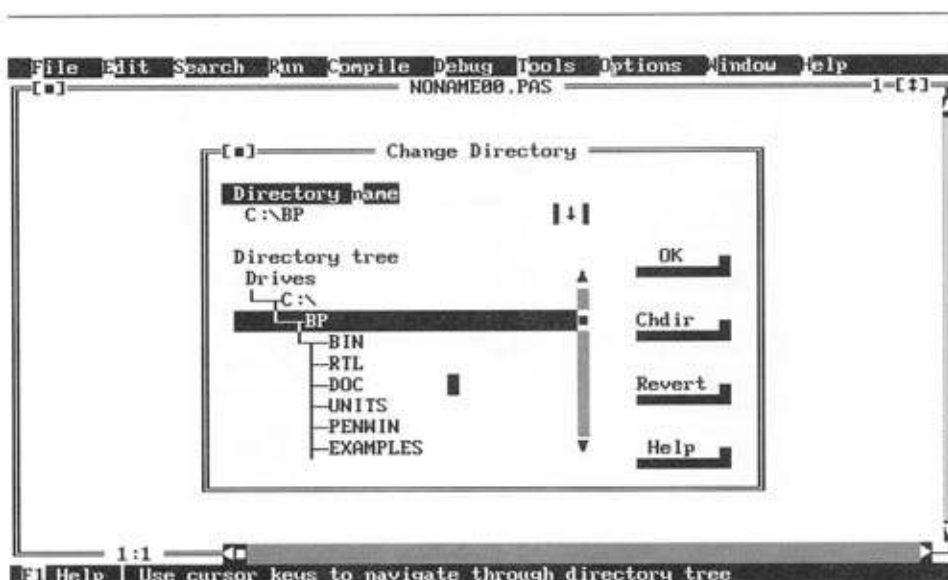 File Edit Search Run Compile Debug Tools Options Window Help
[■] NONAME00.PAS 1=[↕]
[■] Change Directory
Directory name
C:\BP ↓
Directory tree
Drives
C:\
BP
BIN
RTL
DOC
UNITS
PENWIN
EXAMPLES
OK
Chdir
Revert
Help
1:1
F1 Help | Use cursor keys to navigate through directory tree